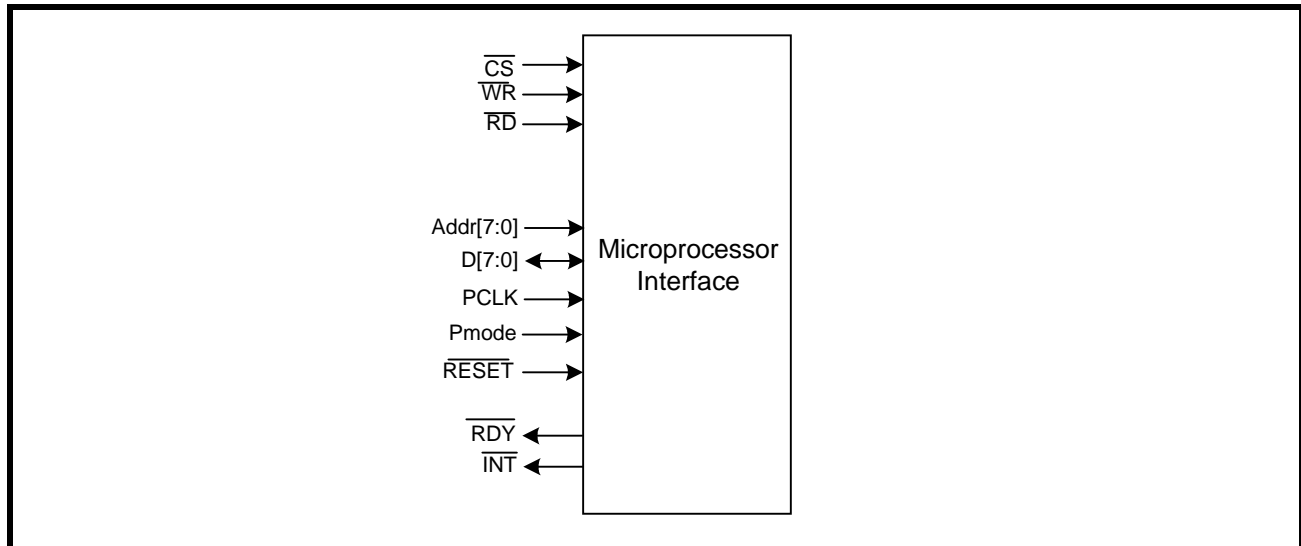 CS
WR
RD
Addr[7:0]
D[7:0]
PCLK
Pmode
RESET
RDY
INT
Microprocessor
Interface